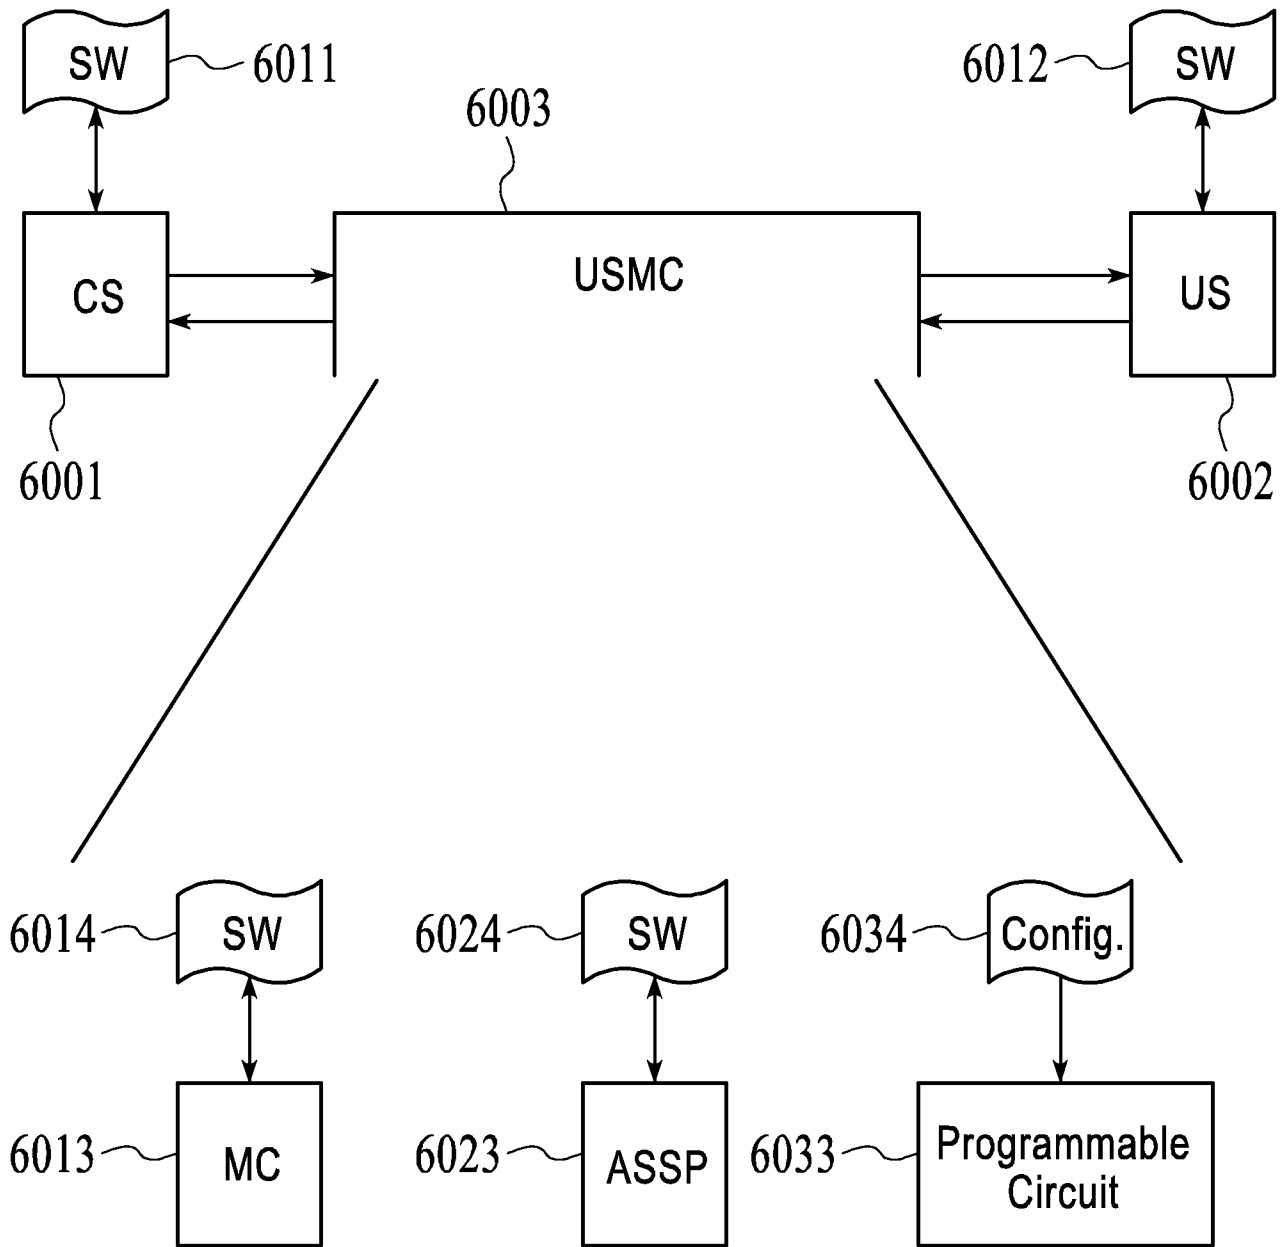 SW
6011
6012
SW
6003
CS
USMC
US
6001
6002
6014
SW
6024
SW
6034
Config.
6013
MC
6023
ASSP
6033
Programmable
Circuit